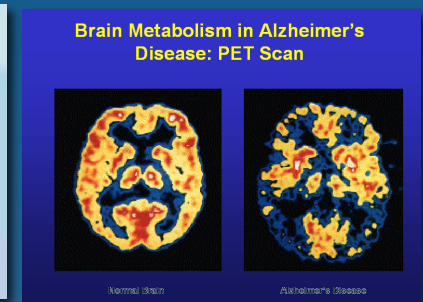 Brain Metabolism in Alzheimer's
Disease: PET Scan
Normal Brain
Alzheimer's Disease